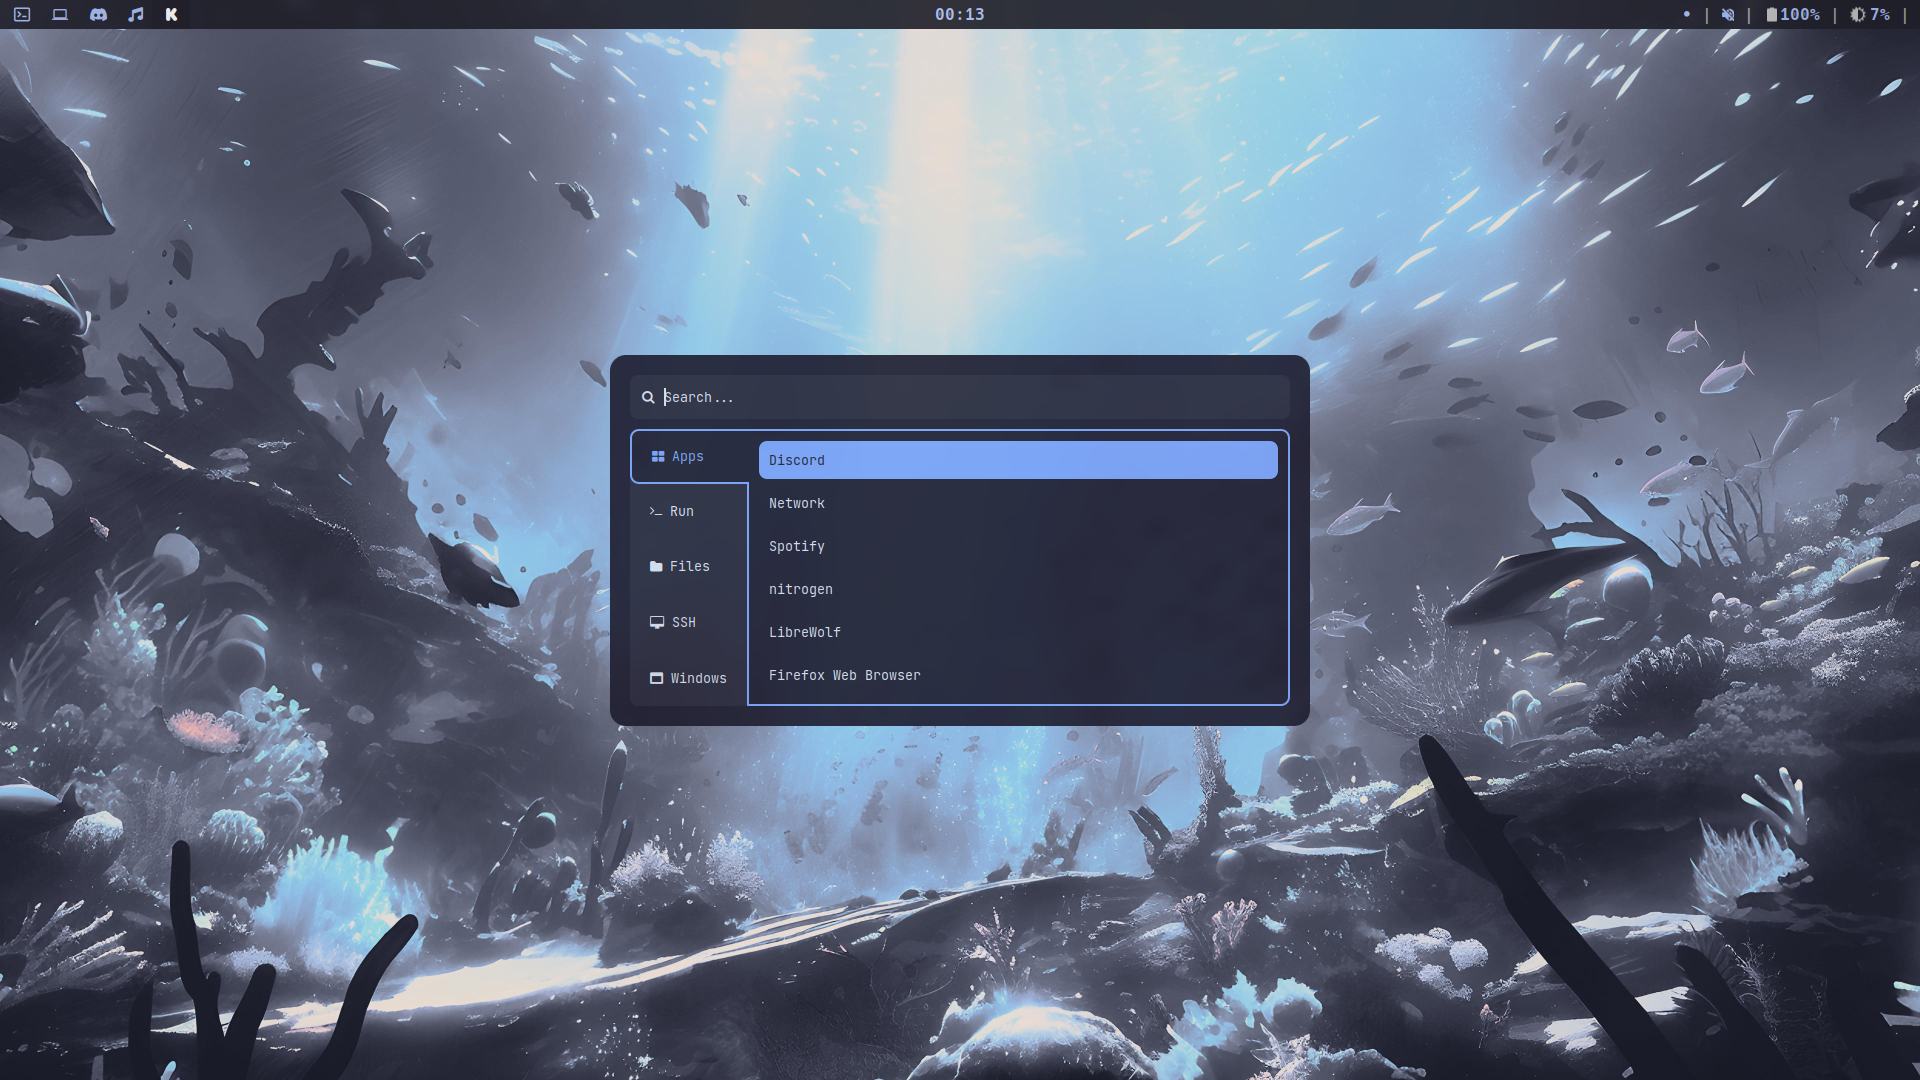 00:13
| | 100% | 7% |
Search...
Apps
Run
Files
SSH
Windows
Discord
Network
Spotify
nitrogen
LibreWolf
Firefox Web Browser